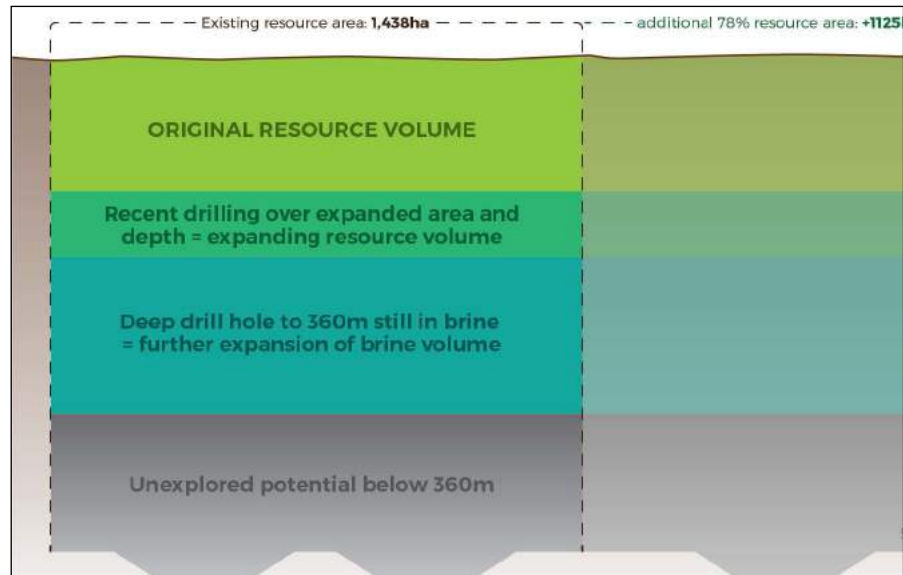 Existing resource area: 1,438ha
additional 78% resource area: +1125
ORIGINAL RESOURCE VOLUME
Recent drilling over expanded area and
depth = expanding resource volume
Deep drill hole to 360m still in brine
= further expansion of brine volume
Unexplored potential below 360m